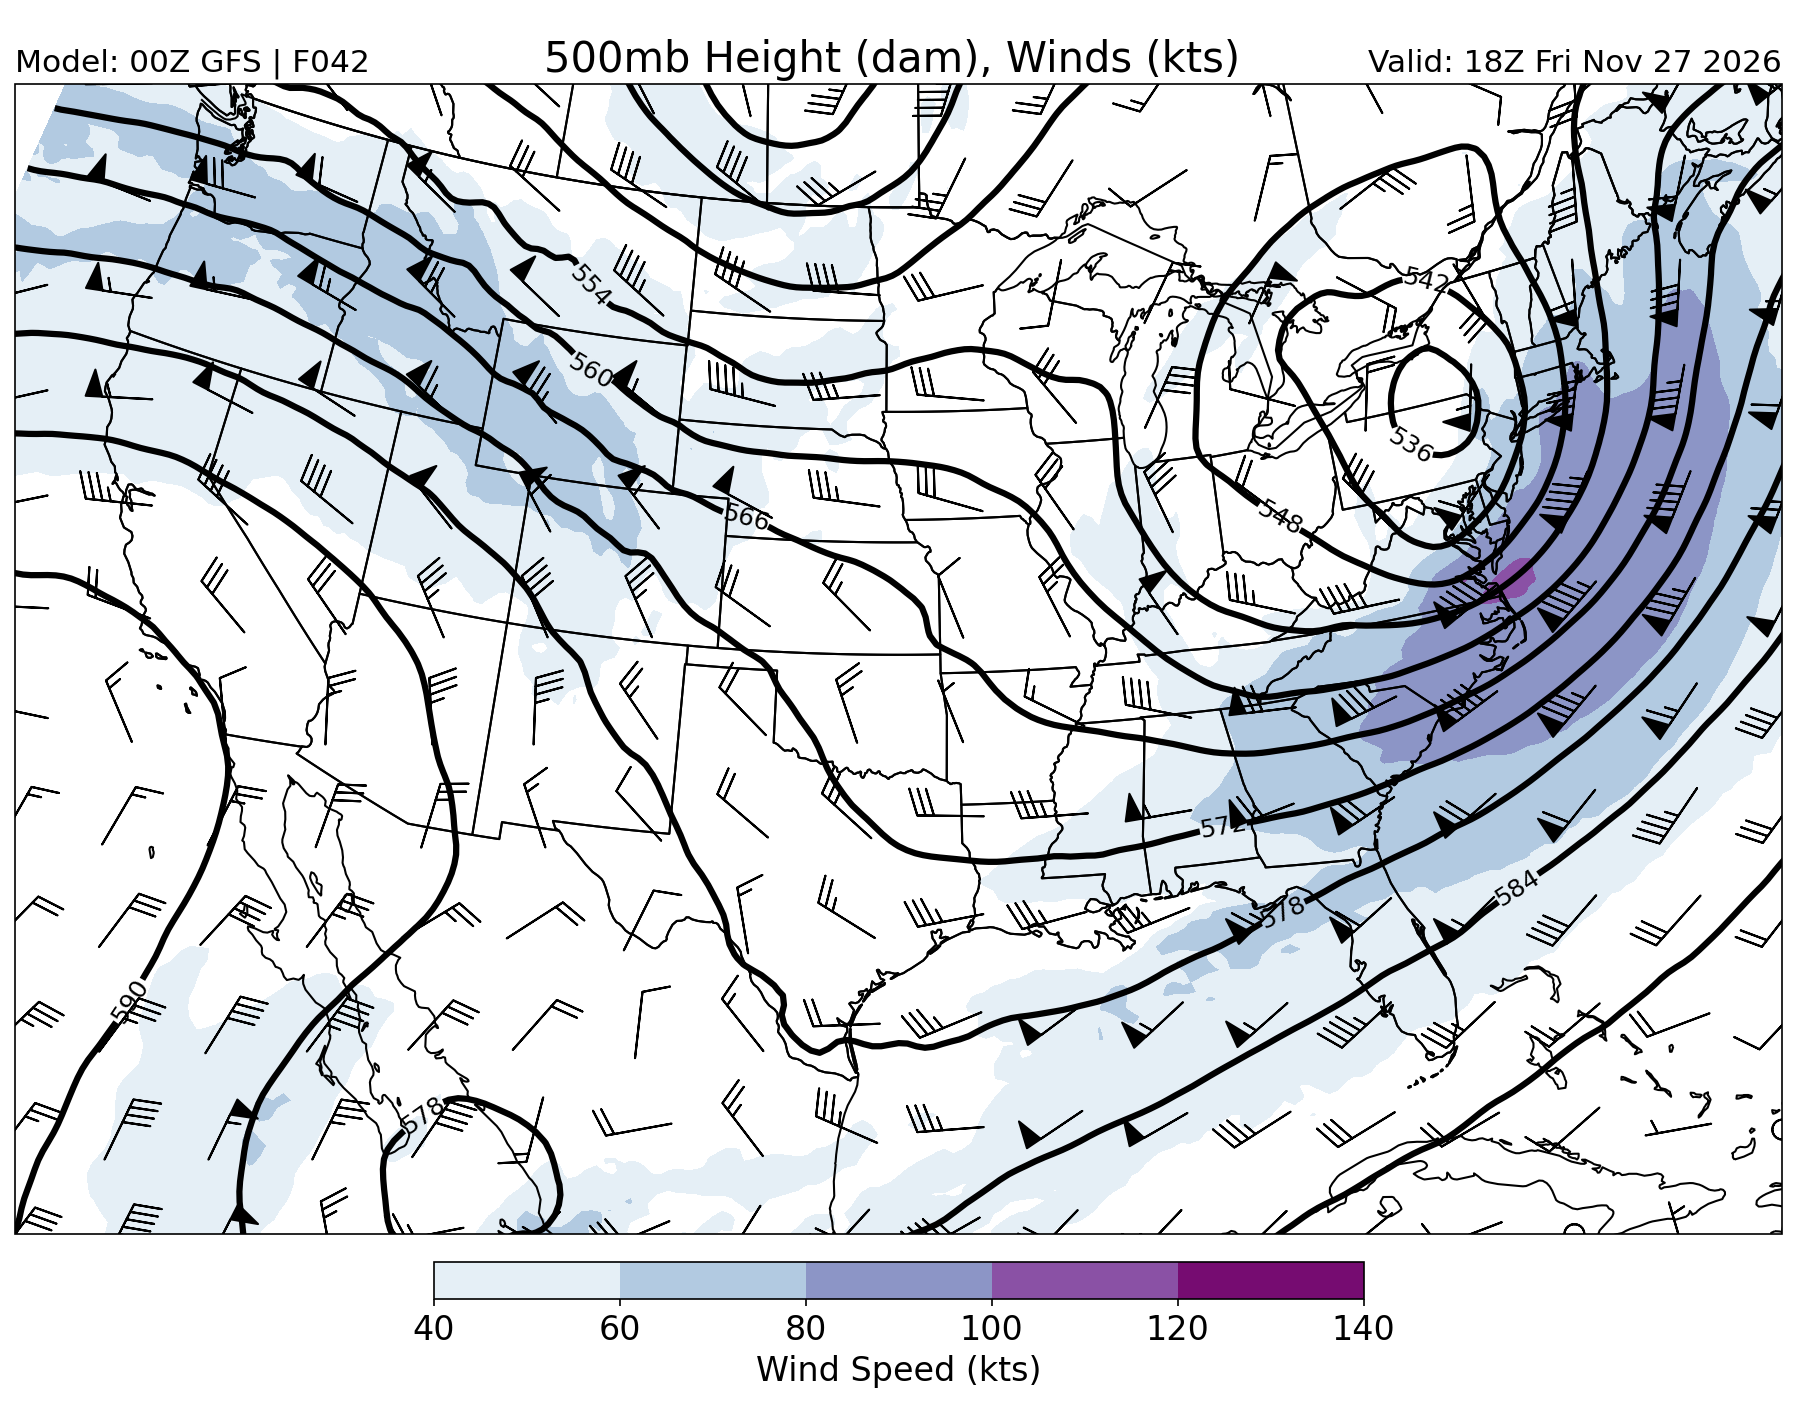 500mb Height (dam), Winds (kts)
Model: 00Z GFS | F042
Valid: 18Z Fri Nov 27 2026
542
554
560
536
566
548
572
584
578
590
578
40 60 80 100 120 140
Wind Speed (kts)